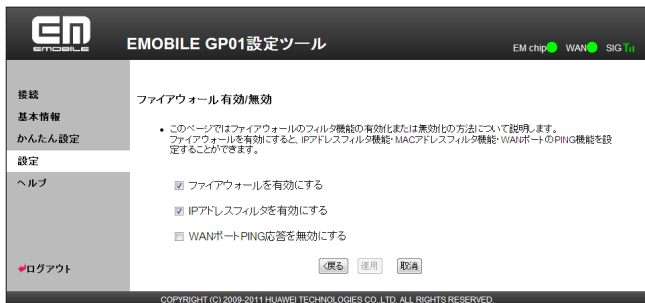 EM
EMOBILE
EMOBILE GP01設定ツール
EM chip WAN SIG
接続
基本情報
かんたん設定
設定
ヘルプ
ログアウト
ファイアウォール 有効/無効
このページではファイアウォールのフィルタ機能の有効化または無効化の方法について説明します。
ファイアウォールを有効にすると、IPアドレスフィルタ機能・MACアドレスフィルタ機能・WANポートのPING機能を設
定することができます。
ファイアウォールを有効にする
IPアドレスフィルタを有効にする
WANポートPING応答を無効にする
<戻る 適用 取消
COPYRIGHT (C) 2009-2011 HUAWEI TECHNOLOGIES CO.,LTD. ALL RIGHTS RESERVED.